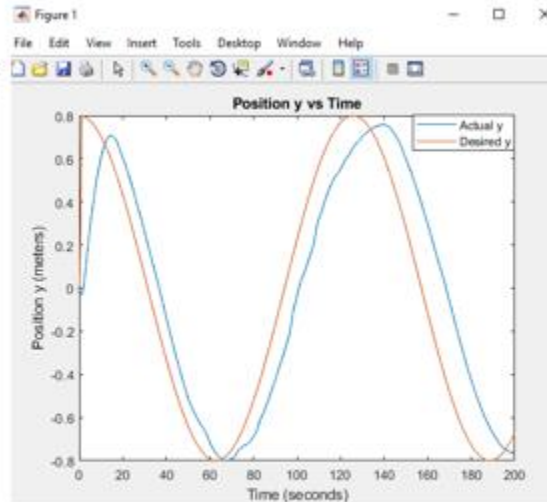 Figure 1
File Edit View Insert Tools Desktop Window Help
Position y vs Time
Actual y
Desired y
0.8
0.6
0.4
0.2
0
-0.2
-0.4
-0.6
-0.8
Position y (meters)
0 20 40 60 80 100 120 140 160 180 200
Time (seconds)